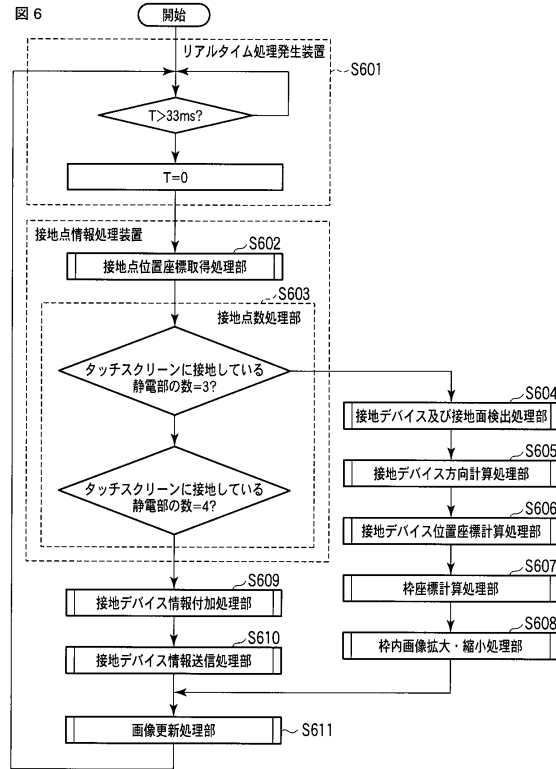 図 6
開始
リアルタイム処理発生装置
S601
T>33ms?
T=0
接地点情報処理装置
S602
接地点位置座標取得処理部
S603
接地点数処理部
タッチスクリーンに接地している
静電部の数=3?
タッチスクリーンに接地している
静電部の数=4?
S604
接地デバイス及び接地面検出処理部
S605
接地デバイス方向計算処理部
S606
接地デバイス位置座標計算処理部
S607
枠座標計算処理部
S608
枠内画像拡大・縮小処理部
S609
接地デバイス情報付加処理部
S610
接地デバイス情報送信処理部
画像更新処理部
S611